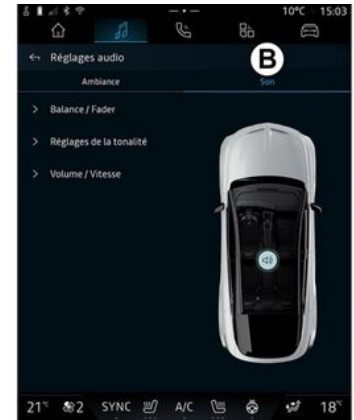 10°C 15:03
Réglages audio
B
Ambiance Son
Balance / Fader
Réglages de la tonalité
Volume / Vitesse
21°C 2 SYNC A/C 18°C